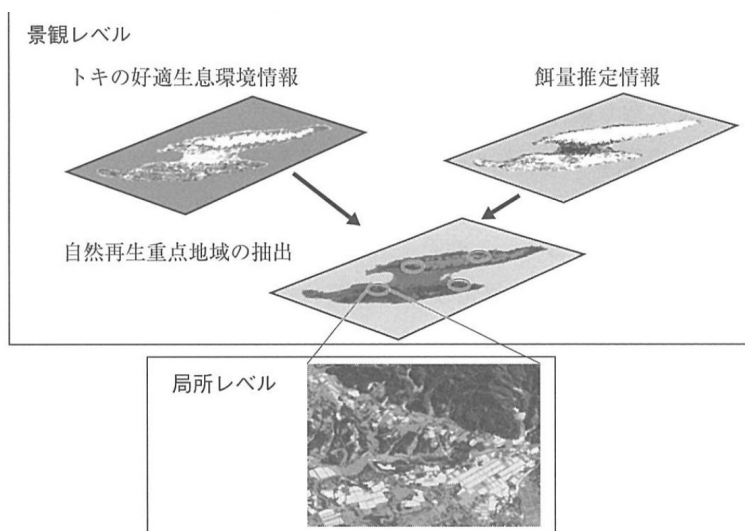 景観レベル
トキの好適生息環境情報
餌量推定情報
自然再生重点地域の抽出
局所レベル